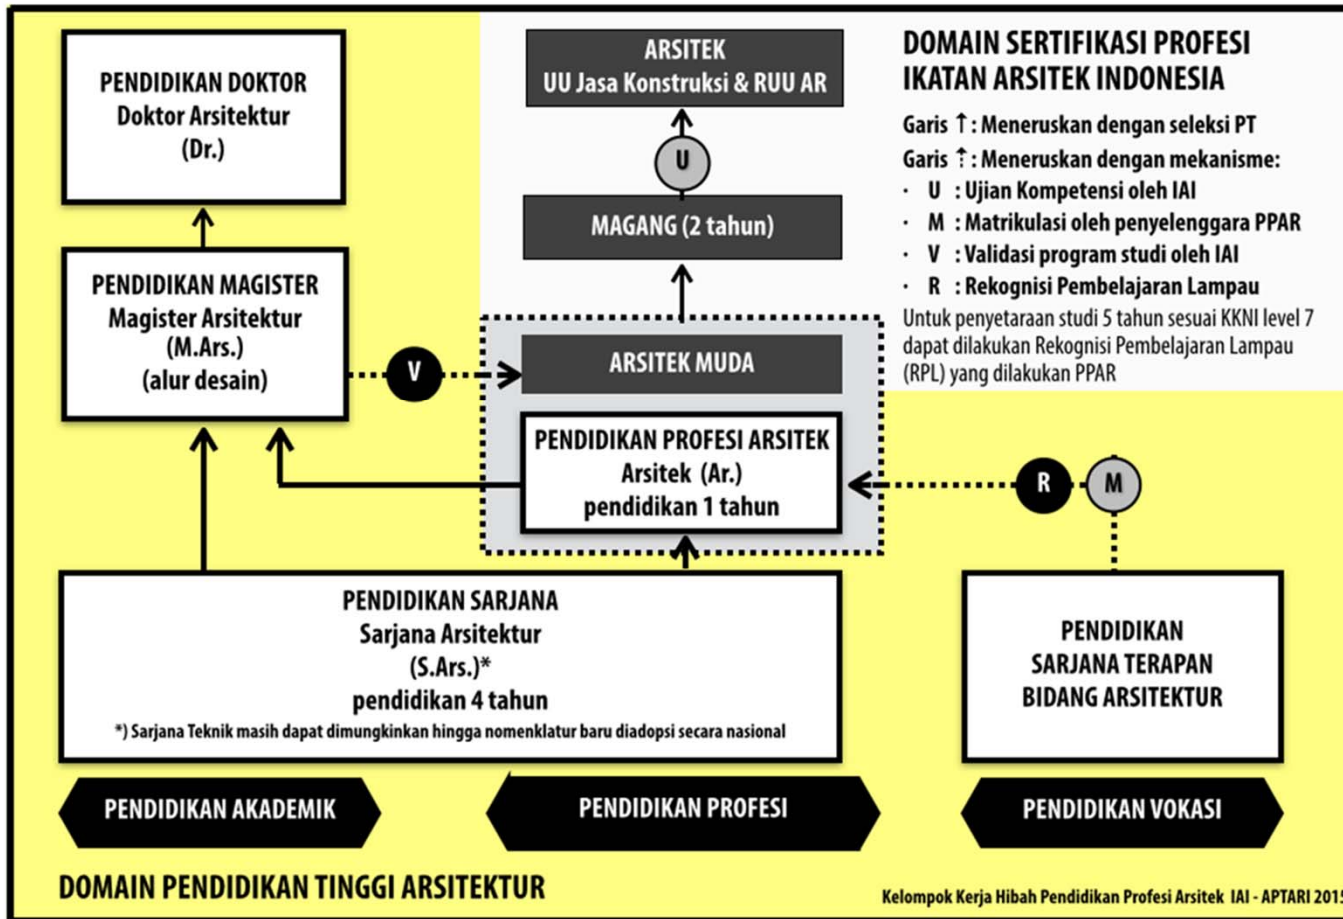 PENDIDIKAN DOKTOR
Doktor Arsitektur
(Dr.)
ARSITEK
UU Jasa Konstruksi & RUU AR
DOMAIN SERTIFIKASI PROFESI
IKATAN ARSITEK INDONESIA
Garis ↑ : Meneruskan dengan seleksi PT
Garis ⇡ : Meneruskan dengan mekanisme:
· U : Ujian Kompetensi oleh IAI
· M : Matrikulasi oleh penyelenggara PPAR
· V : Validasi program studi oleh IAI
· R : Rekognisi Pembelajaran Lampau
Untuk penyetaraan studi 5 tahun sesuai KKNI level 7
dapat dilakukan Rekognisi Pembelajaran Lampau
(RPL) yang dilakukan PPAR
U
MAGANG (2 tahun)
PENDIDIKAN MAGISTER
Magister Arsitektur
(M.Ars.)
(alur desain)
V
ARSITEK MUDA
PENDIDIKAN PROFESI ARSITEK
Arsitek (Ar.)
pendidikan 1 tahun
R
M
PENDIDIKAN SARJANA
Sarjana Arsitektur
(S.Ars.)*
pendidikan 4 tahun
*) Sarjana Teknik masih dapat dimungkinkan hingga nomenklatur baru diadopsi secara nasional
PENDIDIKAN
SARJANA TERAPAN
BIDANG ARSITEKTUR
PENDIDIKAN AKADEMIK
PENDIDIKAN PROFESI
PENDIDIKAN VOKASI
DOMAIN PENDIDIKAN TINGGI ARSITEKTUR
Kelompok Kerja Hibah Pendidikan Profesi Arsitek IAI - APTARI 2015